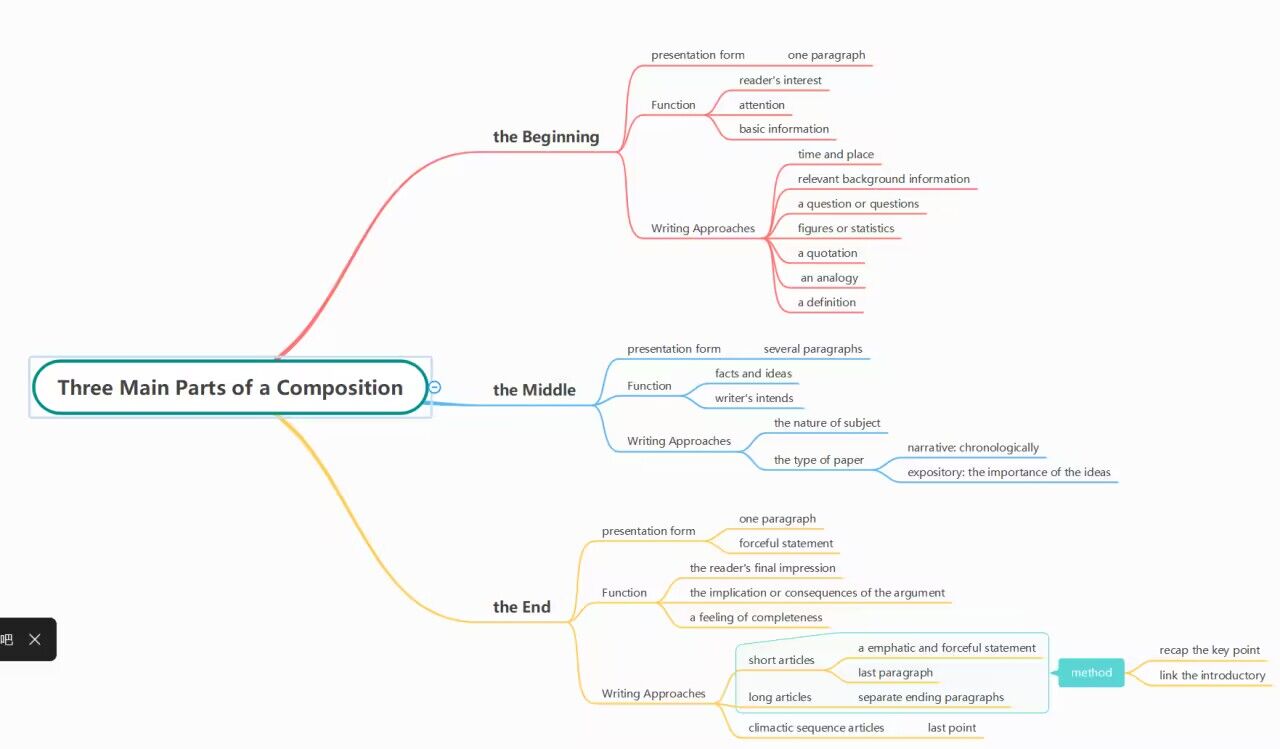 Three Main Parts of a Composition
the Beginning
presentation form
one paragraph
Function
reader's interest
attention
basic information
Writing Approaches
time and place
relevant background information
a question or questions
figures or statistics
a quotation
an analogy
a definition
the Middle
presentation form
several paragraphs
Function
facts and ideas
writer's intends
Writing Approaches
the nature of subject
the type of paper
narrative: chronologically
expository: the importance of the ideas
the End
presentation form
one paragraph
forceful statement
Function
the reader's final impression
the implication or consequences of the argument
a feeling of completeness
Writing Approaches
short articles
a emphatic and forceful statement
last paragraph
long articles
separate ending paragraphs
climactic sequence articles
last point
method
recap the key point
link the introductory
吧